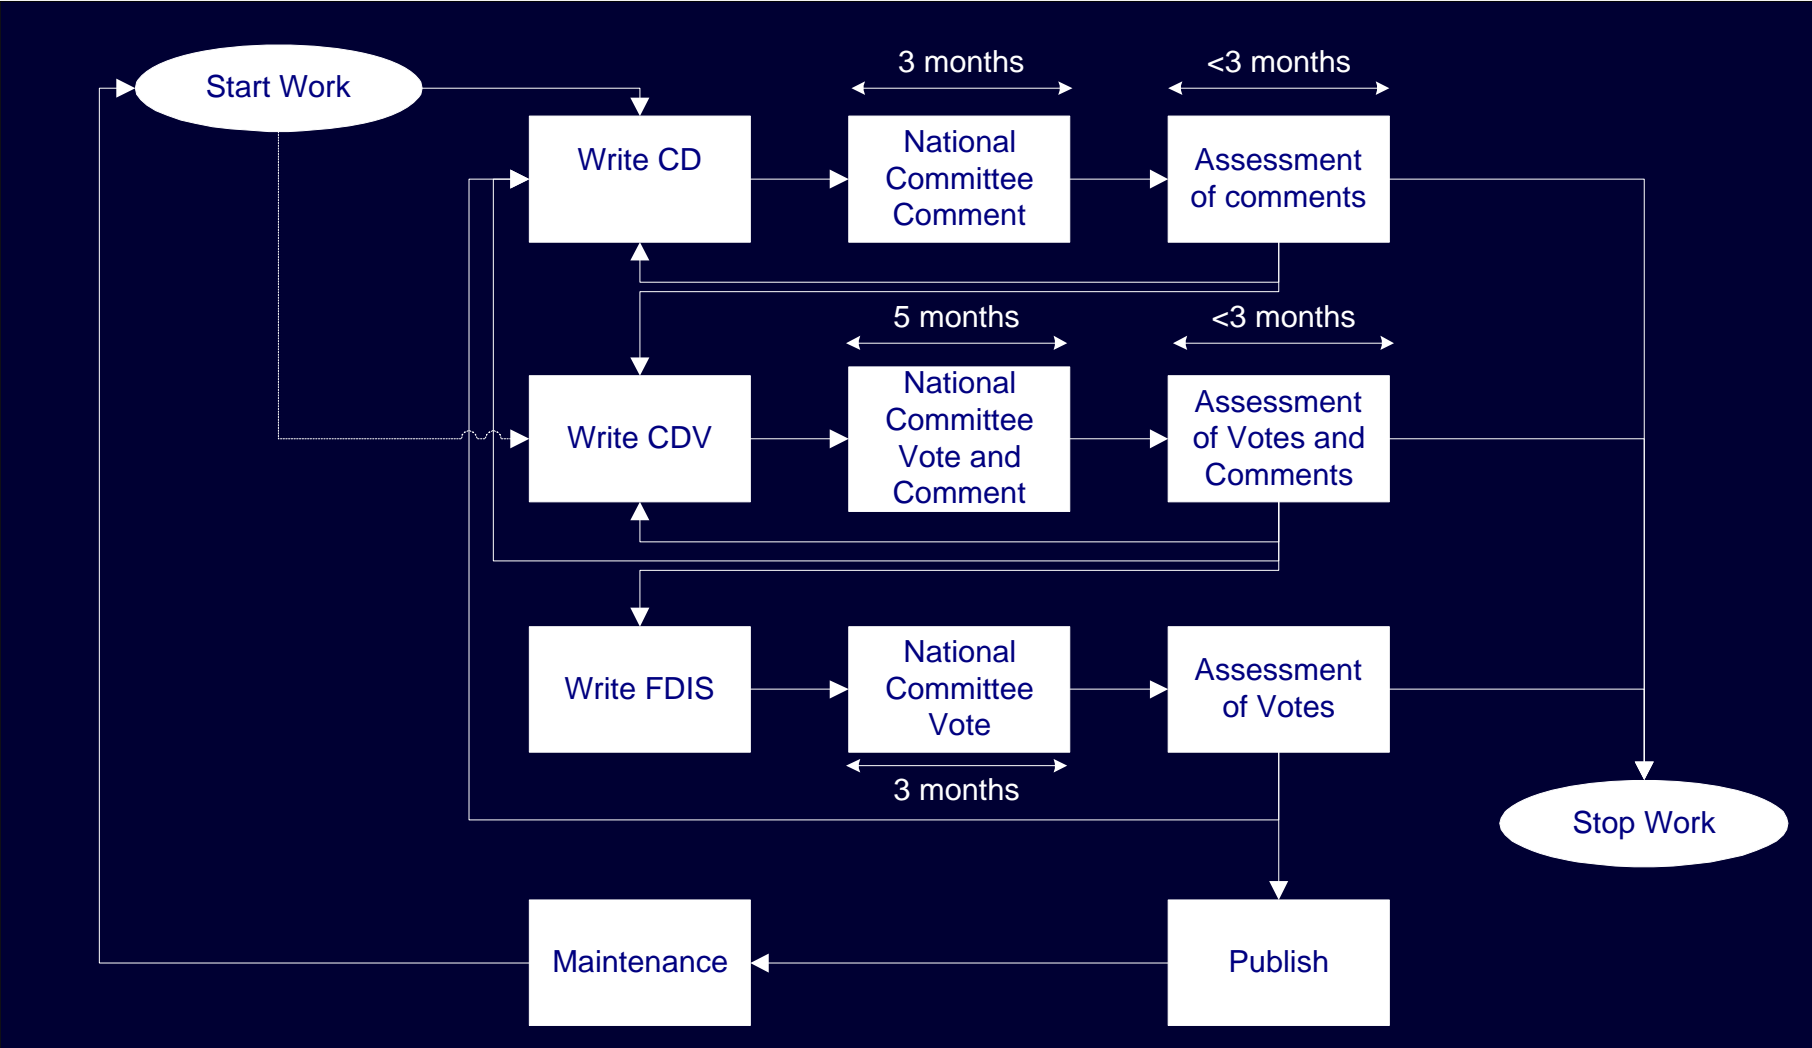 3 months
<3 months
Start Work
Write CD
National
Committee
Comment
Assessment
of comments
5 months
<3 months
Write CDV
National
Committee
Vote and
Comment
Assessment
of Votes and
Comments
Write FDIS
National
Committee
Vote
Assessment
of Votes
3 months
Stop Work
Maintenance
Publish